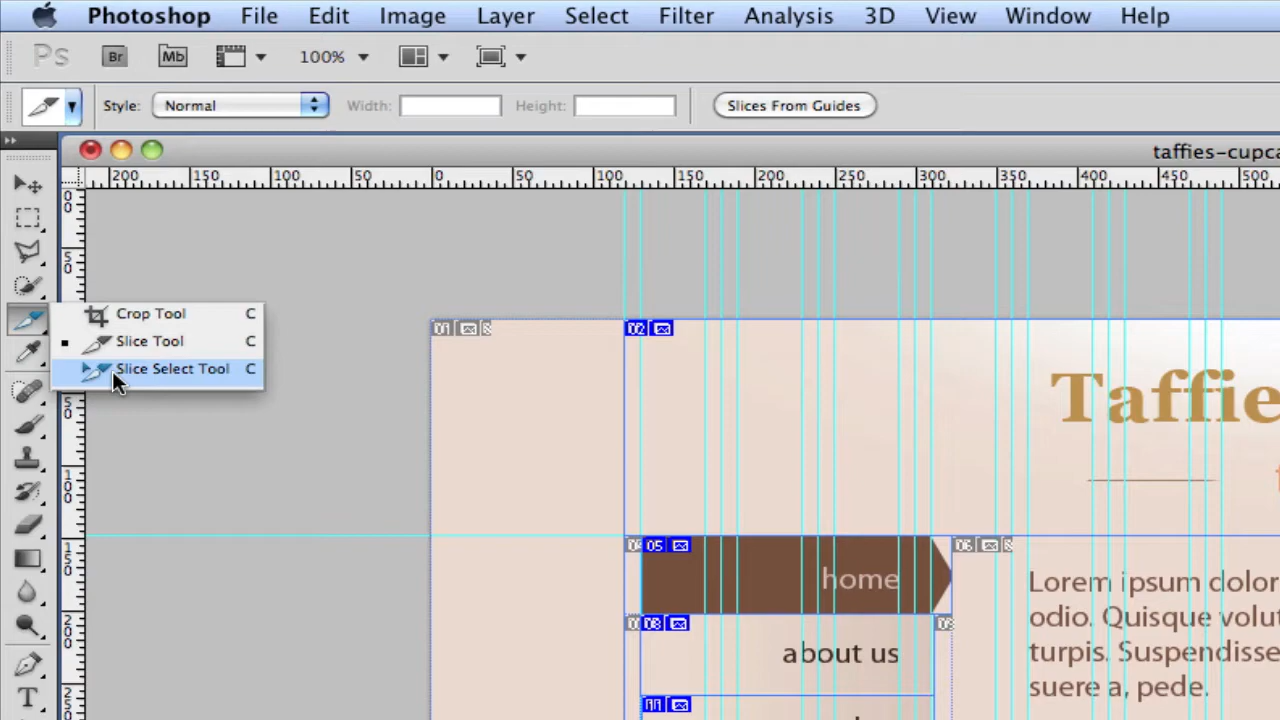 Photoshop File Edit Image Layer Select Filter Analysis 3D View Window Help
Ps Br Mb 100%
Style: Normal Width: Height: Slices From Guides
taffies-cupca
200 150 100 50 0 50 100 150 200 250 300 350 400 450 500
Crop Tool C
Slice Tool C
Slice Select Tool C
01 02
Taffie
05 06
home
08
about us
11
Lorem ipsum dolor
odio. Quisque volut
turpis. Suspendisse
suere a, pede.
T